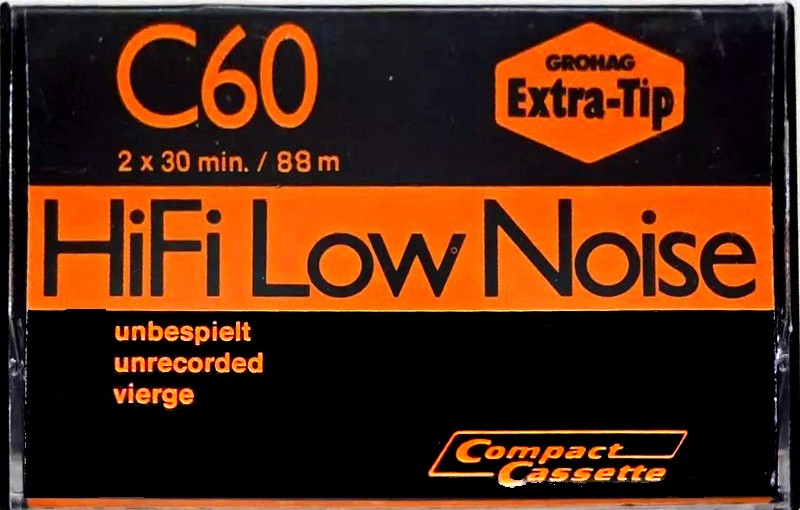 C60
2 x 30 min. / 88 m
GROHAG
Extra-Tip
HiFi Low Noise
unbespielt
unrecorded
vierge
Compact
Cassette